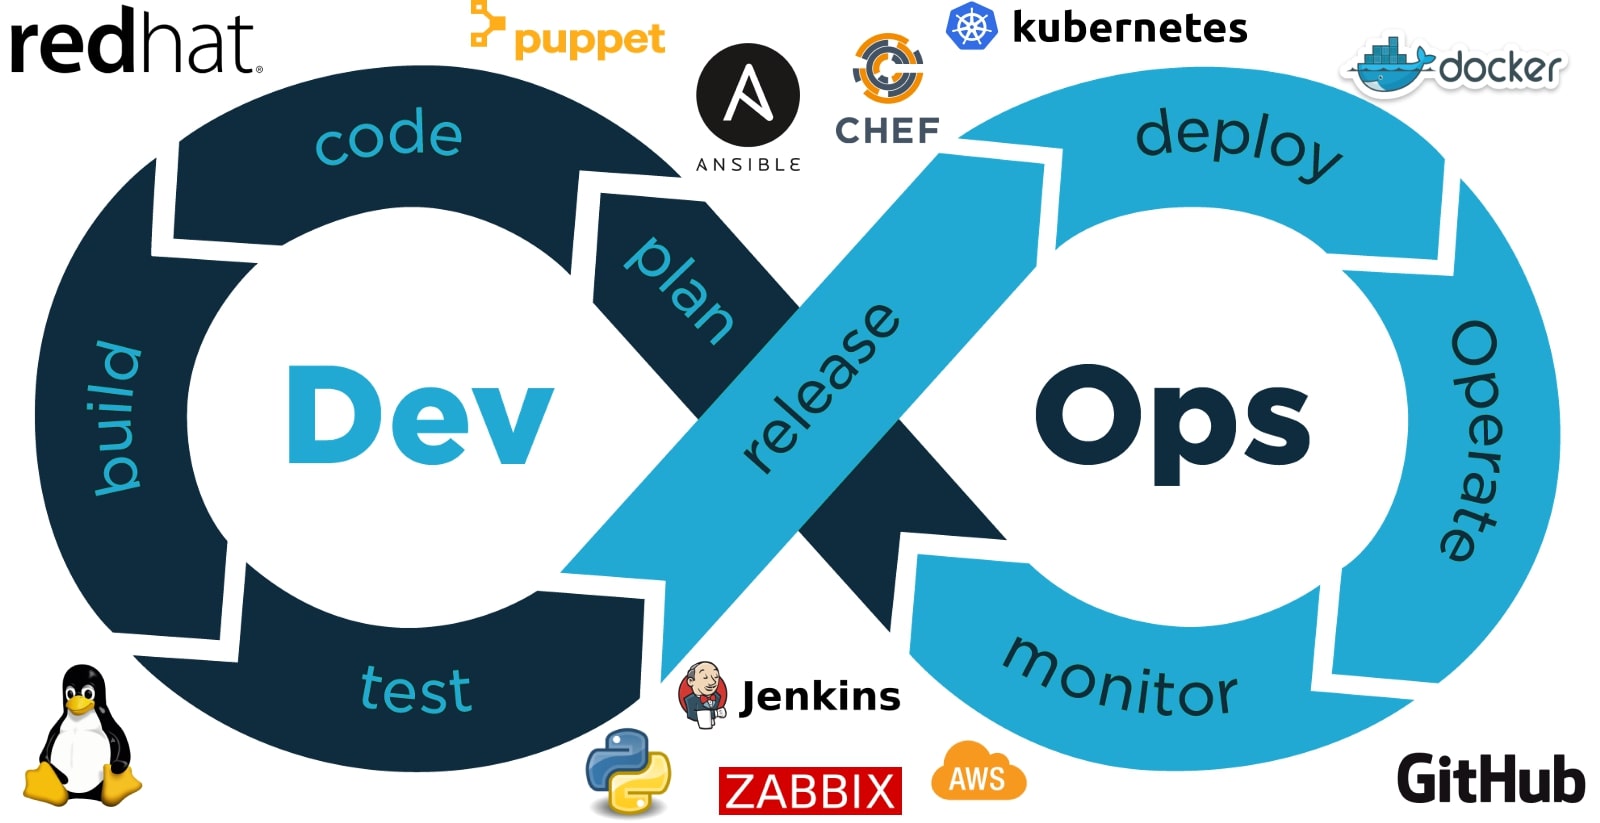 redhat
puppet
ANSIBLE
CHEF
kubernetes
docker
code
plan
build
test
release
deploy
Operate
monitor
Dev
Ops
Jenkins
ZABBIX
AWS
GitHub